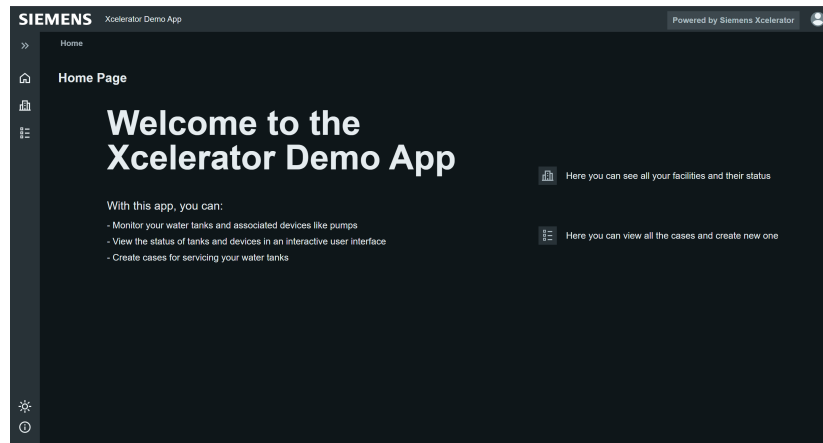 SIEMENS Xcelerator Demo App Powered by Siemens Xcelerator
Home
Home Page
Welcome to the
Xcelerator Demo App
Here you can see all your facilities and their status
With this app, you can:
- Monitor your water tanks and associated devices like pumps
- View the status of tanks and devices in an interactive user interface
- Create cases for servicing your water tanks
Here you can view all the cases and create new one